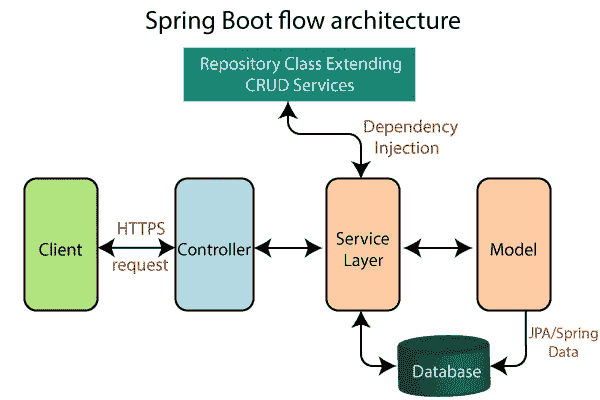 Spring Boot flow architecture
Repository Class Extending
CRUD Services
Dependency
Injection
Client
HTTPS
request
Controller
Service
Layer
Model
JPA/Spring
Data
Database